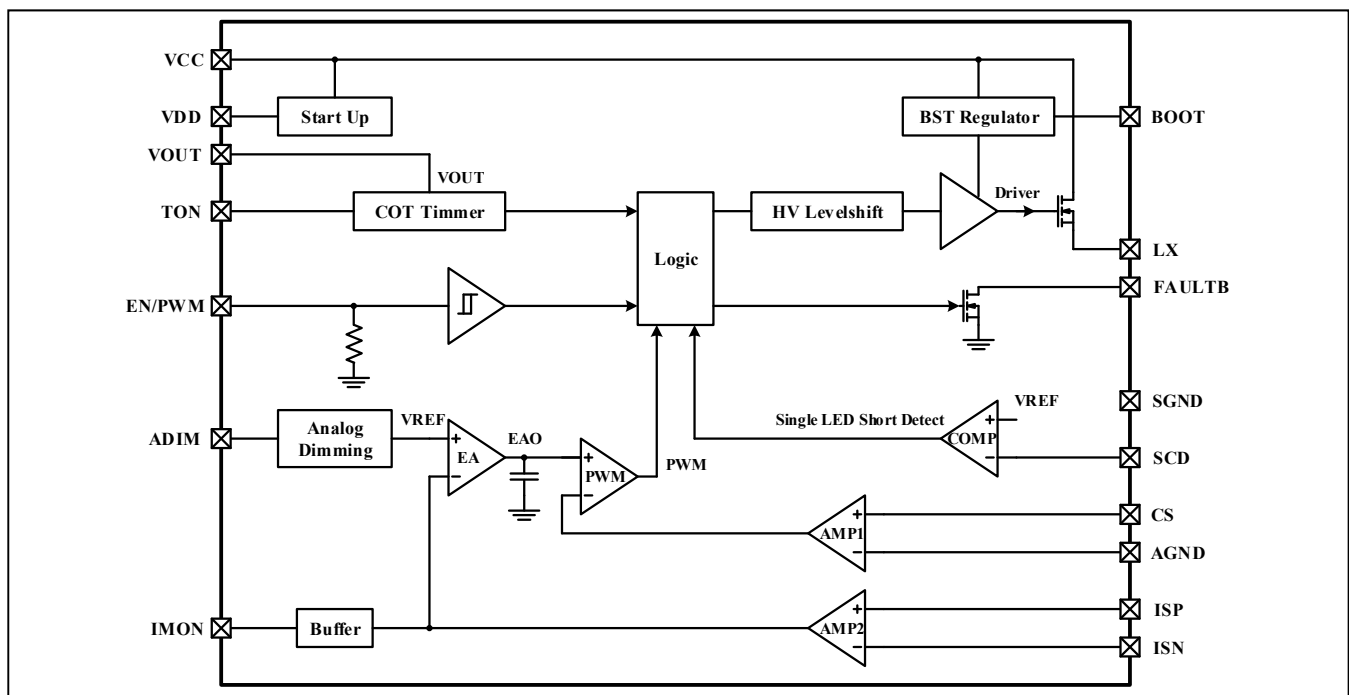 VCC
VDD
Start Up
BST Regulator
BOOT
VOUT
VOUT
TON
COT Timmer
Logic
HV Levelshift
Driver
LX
EN/PWM
FAULTB
ADIM
Analog
Dimming
VREF
+
−
EA
EAO
+
−
PWM
PWM
Single LED Short Detect
COMP
+
−
VREF
SGND
SCD
AMP1
+
−
CS
AGND
IMON
Buffer
AMP2
+
−
ISP
ISN